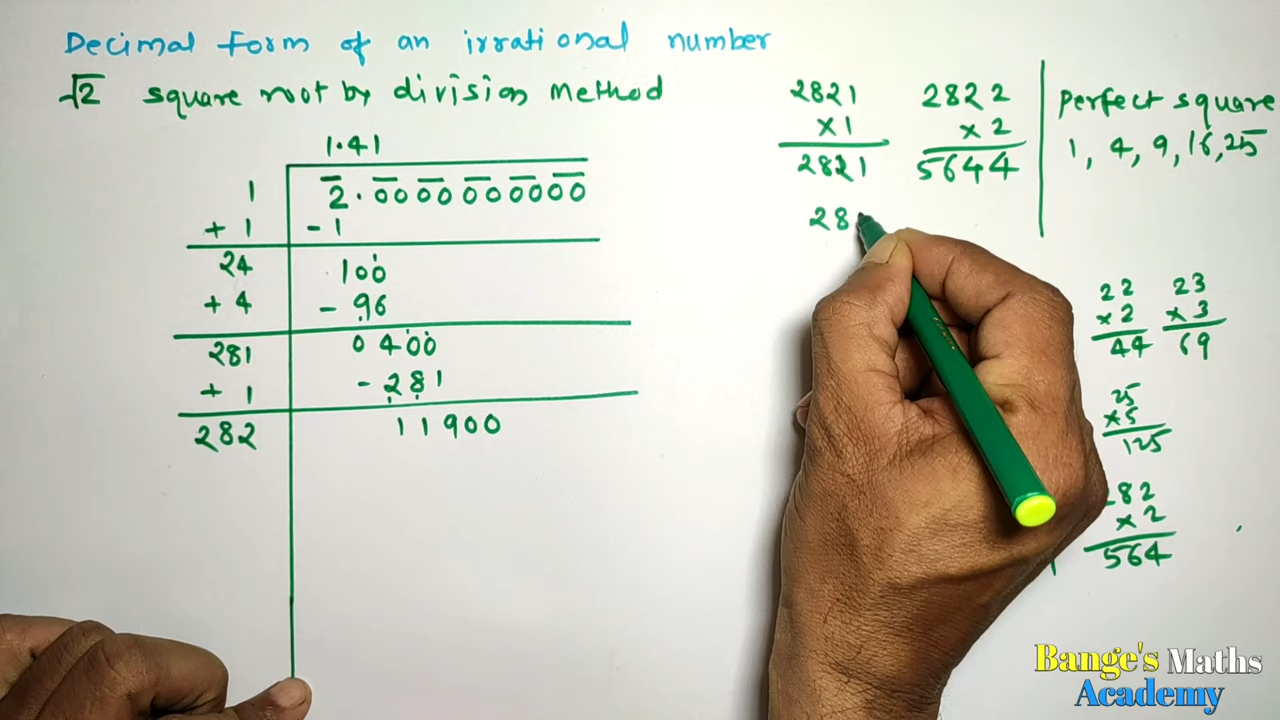 Decimal form of an irrational number
√2 square root by division method
1.41
1 2.00 00 00 00 00
+ 1 - 1
24 100
+ 4 - 96
281 0400
+ 1 - 281
282 11900
2821
×1
2821
2822
×2
5644
28
perfect square
1, 4, 9, 16, 25
22
×2
44
23
×3
69
25
×5
125
282
×2
564
Bange's Maths
Academy